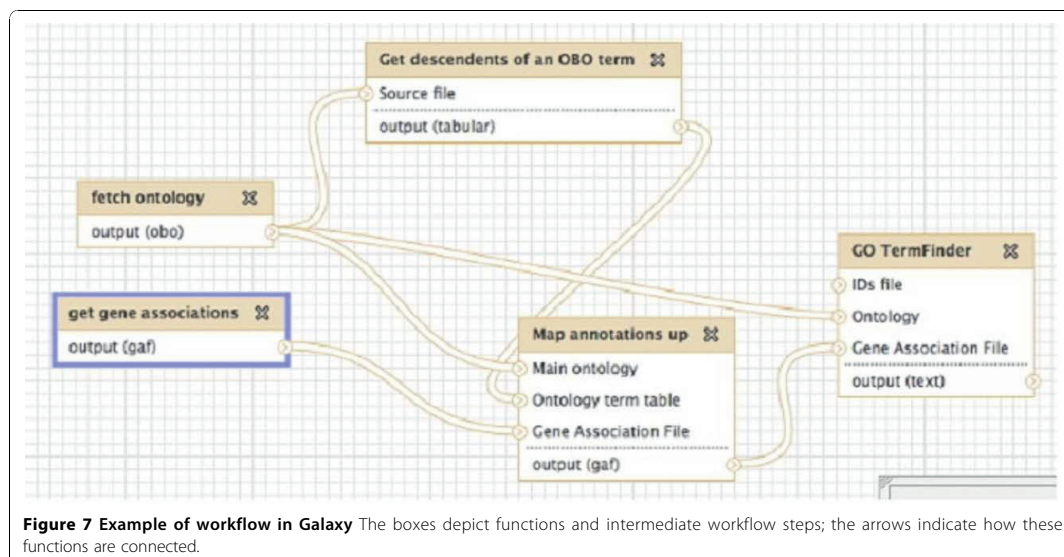 Get descendents of an OBO term
Source file
output (tabular)
fetch ontology
output (obo)
get gene associations
output (gaf)
Map annotations up
Main ontology
Ontology term table
Gene Association File
output (gaf)
GO TermFinder
IDs file
Ontology
Gene Association File
output (text)
Figure 7 Example of workflow in Galaxy The boxes depict functions and intermediate workflow steps; the arrows indicate how these
functions are connected.